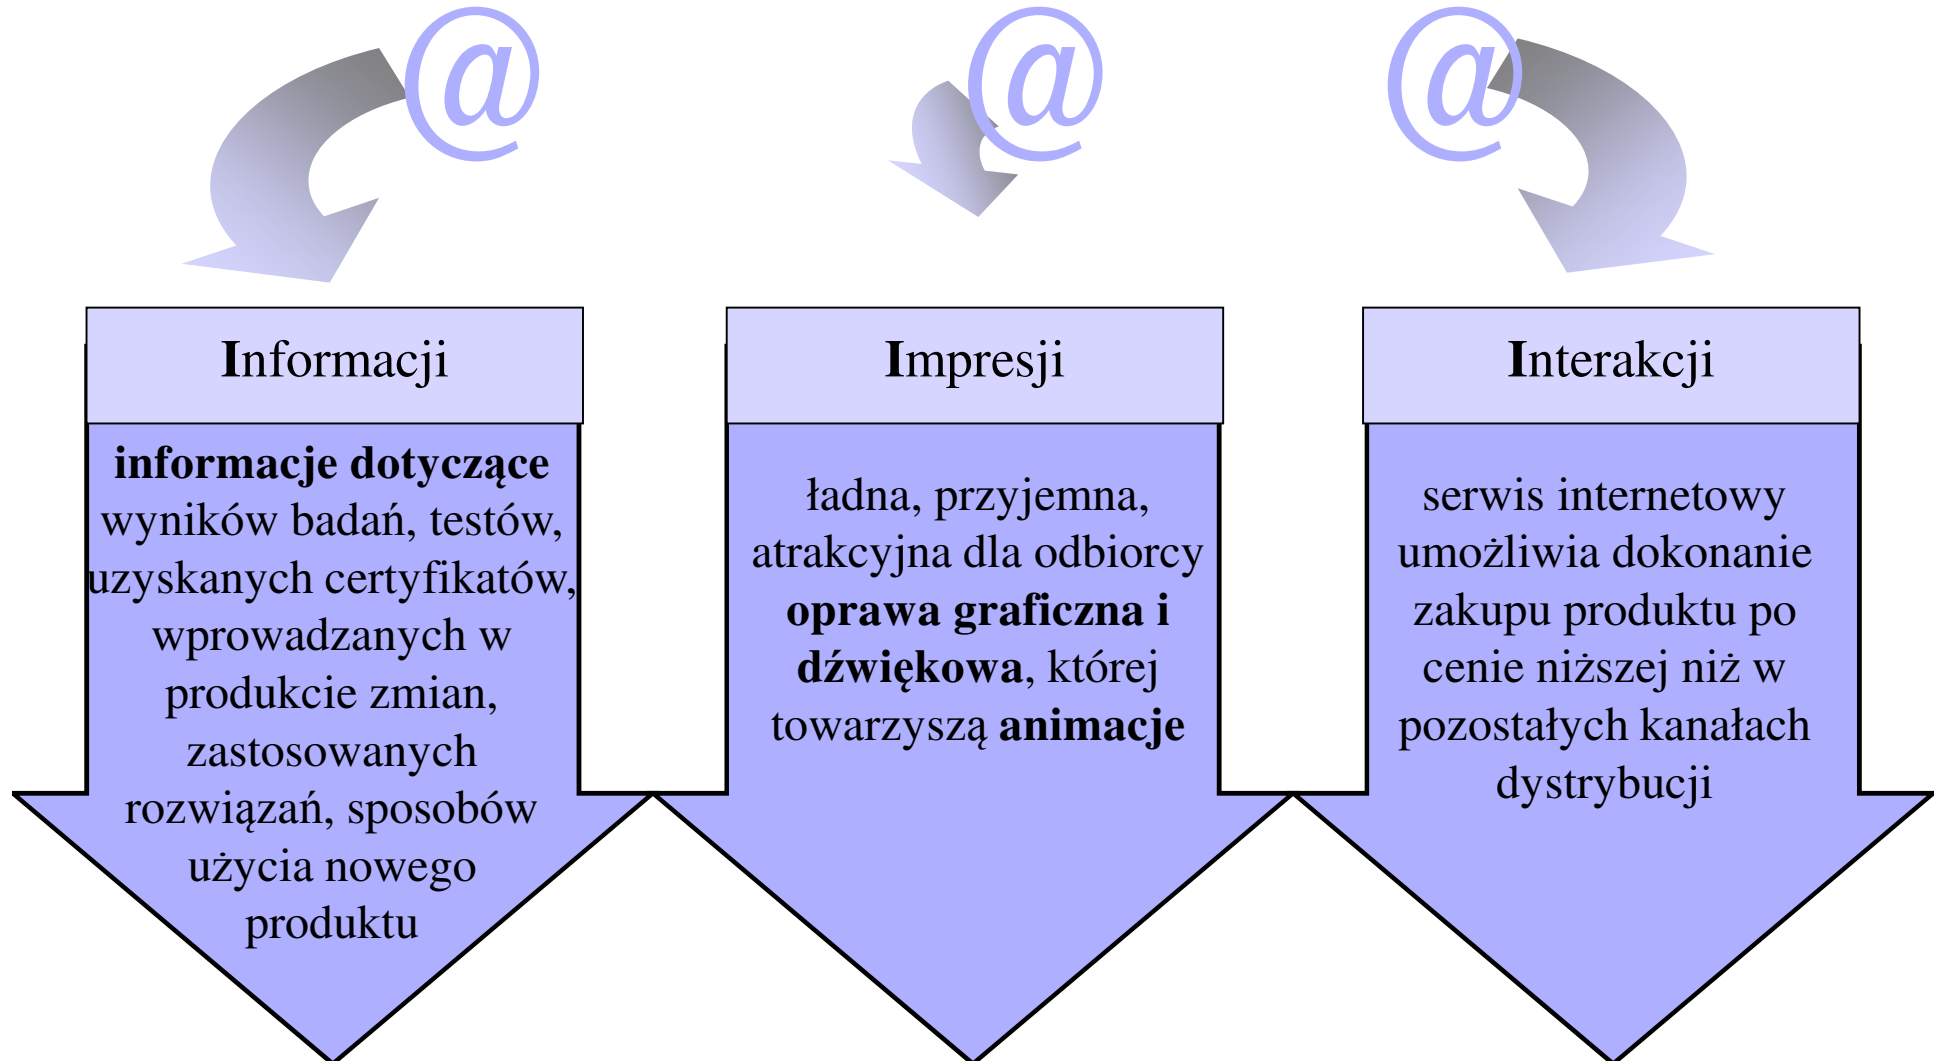 @
@
@
Informacji
informacje dotyczące
wyników badań, testów,
uzyskanych certyfikatów,
wprowadzanych w
produkcie zmian,
zastosowanych
rozwiązań, sposobów
użycia nowego
produktu
Impresji
ładna, przyjemna,
atrakcyjna dla odbiorcy
oprawa graficzna i
dźwiękowa, której
towarzyszą animacje
Interakcji
serwis internetowy
umożliwia dokonanie
zakupu produktu po
cenie niższej niż w
pozostałych kanałach
dystrybucji